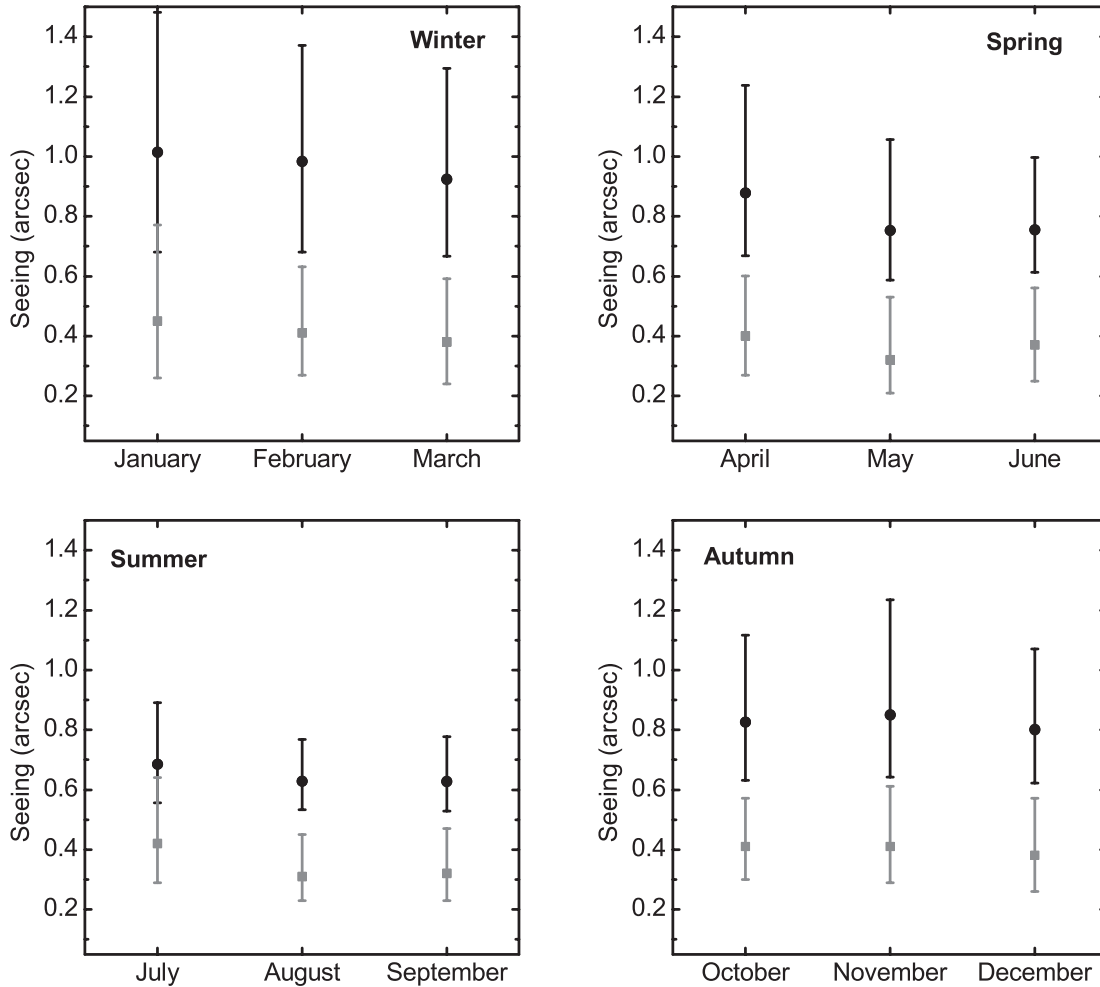 Winter
Seeing (arcsec)
1.4
1.2
1.0
0.8
0.6
0.4
0.2
January February March
Spring
Seeing (arcsec)
1.4
1.2
1.0
0.8
0.6
0.4
0.2
April May June
Summer
Seeing (arcsec)
1.4
1.2
1.0
0.8
0.6
0.4
0.2
July August September
Autumn
Seeing (arcsec)
1.4
1.2
1.0
0.8
0.6
0.4
0.2
October November December